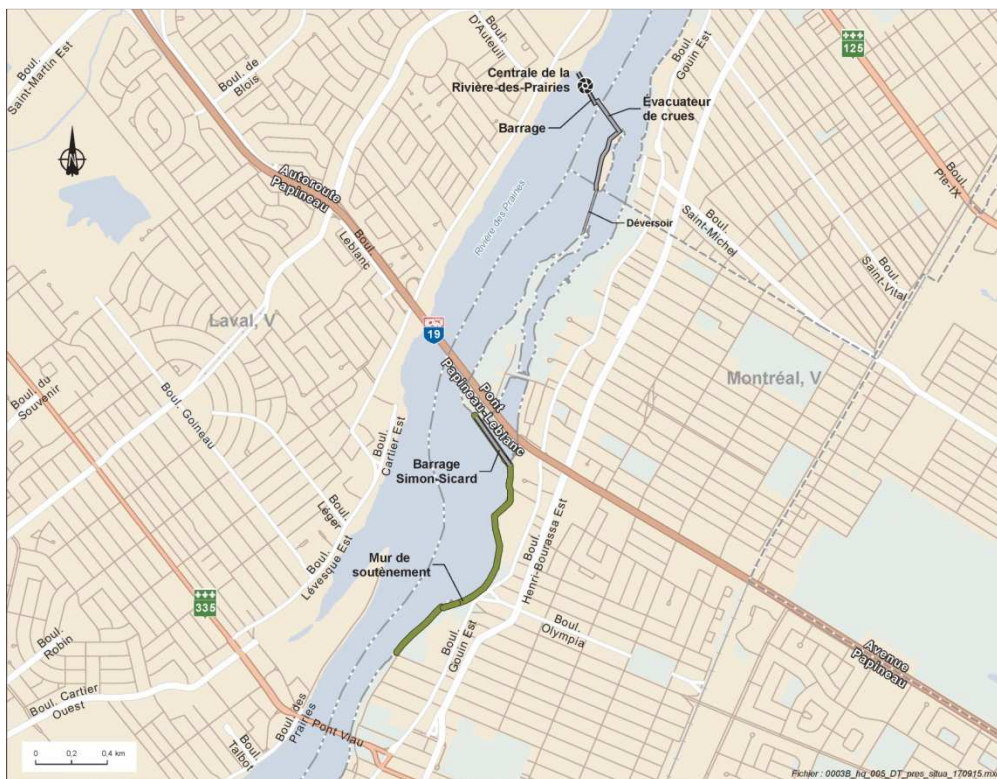 Boul.
Saint-Martin Est
Boul. de
Blois
Boul.
D'Auteuil
Boul.
Gouin Est
125
Centrale de la
Rivière-des-Prairies
Barrage
Évacuateur
de crues
Boul.
Pie-IX
N
Autoroute
Papineau
Boul.
Leblanc
Rivière des Prairies
Déversoir
Boul.
Saint-Michel
Boul.
Saint-Vital
Laval, V
19
Montréal, V
Boul. du
Souvenir
Boul. Goineau
Boul.
Cartier Est
Pont
Papineau-Leblanc
Barrage
Simon-Sicard
Boul.
Léger
Boul.
Lévesque Est
Boul.
Henri-Bourassa Est
Mur de
soutènement
335
Boul.
Robin
Boul.
Gouin Est
Boul.
Olympia
Avenue
Papineau
Boul. Cartier
Ouest
Boul. des
Prairies
Pont Viau
Boul.
Talbot
0 0,2 0,4 km
Fichier : 0003B_hq_005_DT_pres_situa_170915.mxd